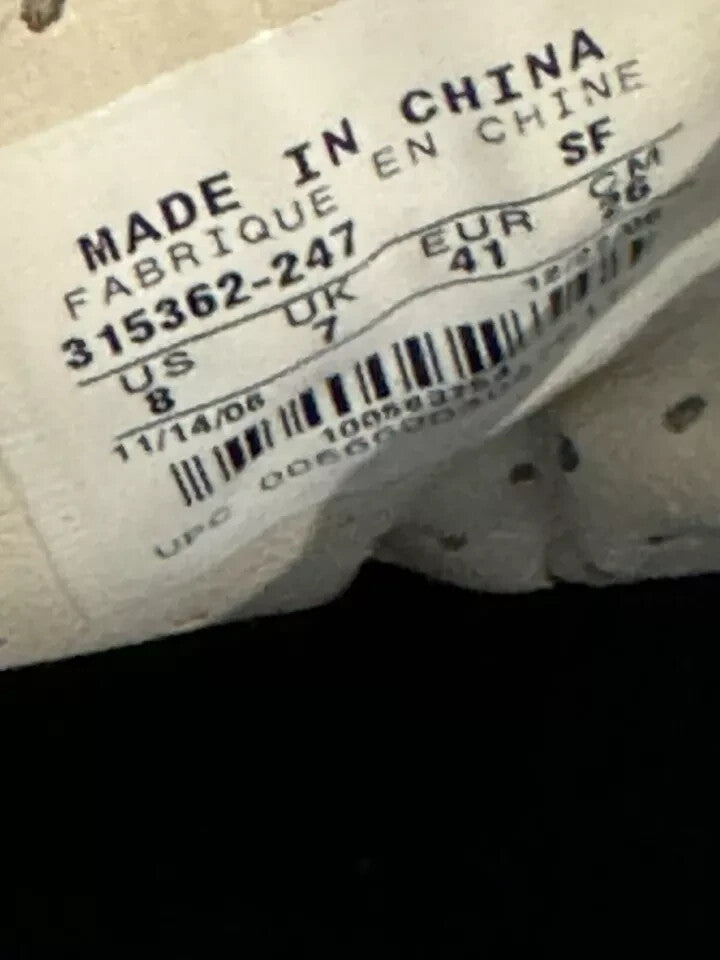 MADE IN CHINA
FABRIQUE EN CHINE
315362-247 SF
US UK EUR CM
8 7 41 26
11/14/06
UPC